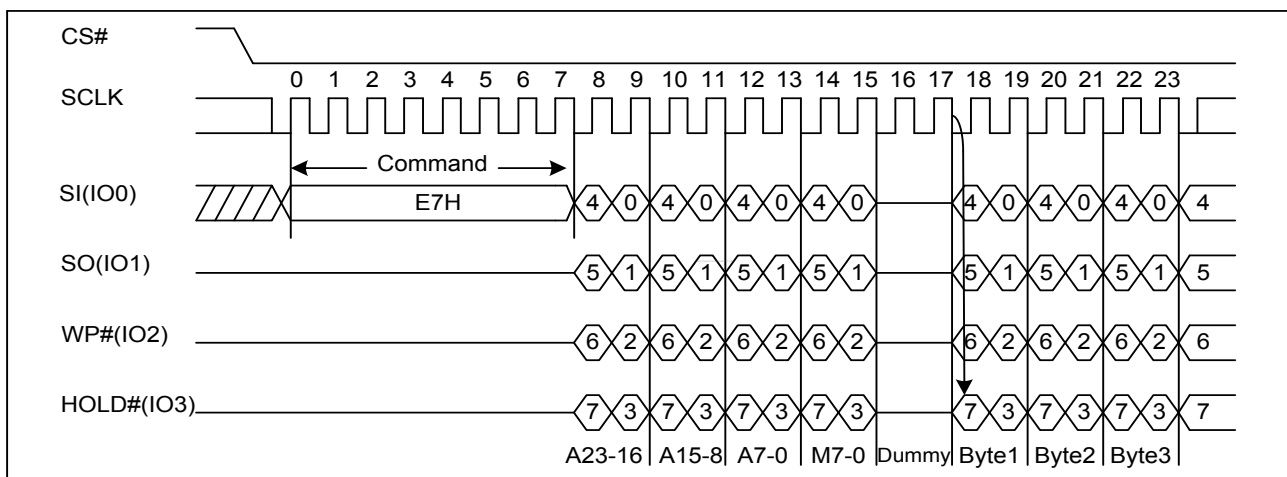 CS#
0 1 2 3 4 5 6 7 8 9 10 11 12 13 14 15 16 17 18 19 20 21 22 23
SCLK
Command
SI(IO0) E7H 4 0 4 0 4 0 4 0 4 0 4 0 4 0 4
SO(IO1) 5 1 5 1 5 1 5 1 5 1 5 1 5 1 5
WP#(IO2) 6 2 6 2 6 2 6 2 6 2 6 2 6 2 6
HOLD#(IO3) 7 3 7 3 7 3 7 3 7 3 7 3 7 3 7
A23-16 A15-8 A7-0 M7-0 Dummy Byte1 Byte2 Byte3